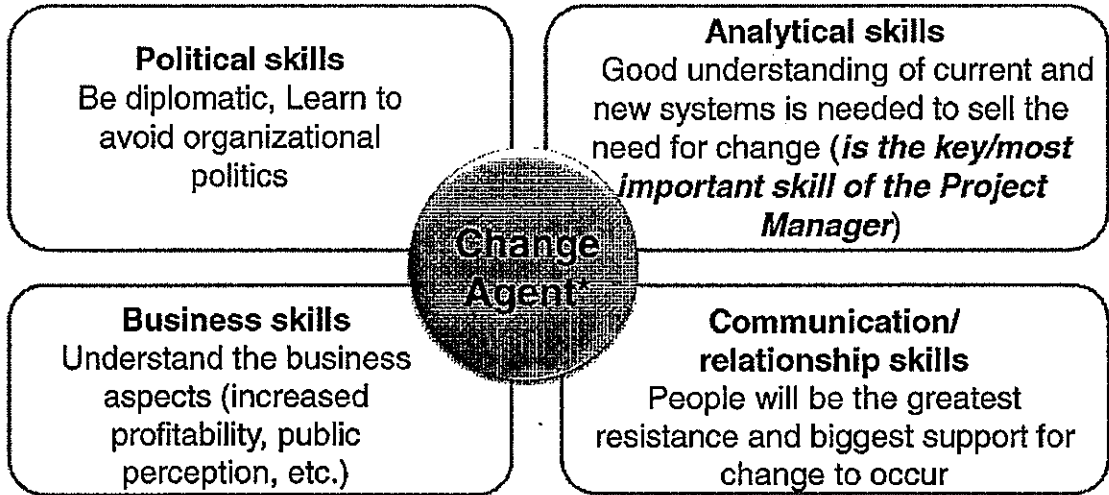 Political skills
Be diplomatic, Learn to
avoid organizational
politics
Analytical skills
Good understanding of current and
new systems is needed to sell the
need for change (is the key/most
important skill of the Project
Manager)
Change
Agent*
Business skills
Understand the business
aspects (increased
profitability, public
perception, etc.)
Communication/
relationship skills
People will be the greatest
resistance and biggest support for
change to occur